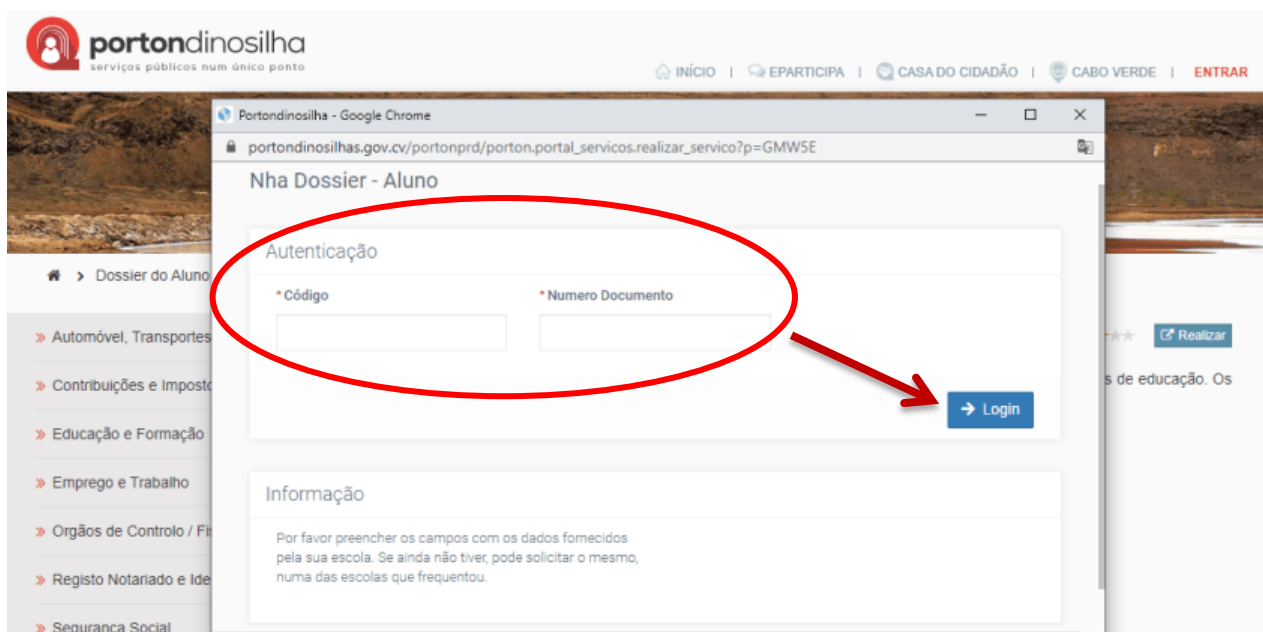 portondinosilha
serviços públicos num único ponto
INÍCIO | EPARTICIPA | CASA DO CIDADÃO | CABO VERDE | ENTRAR
Portondinosilha - Google Chrome
portondinosilhas.gov.cv/portonprd/porton.portal_servicos.realizar_servico?p=GMW5E
Nha Dossier - Aluno
Autenticação
* Código
* Numero Documento
Login
Informação
Por favor preencher os campos com os dados fornecidos
pela sua escola. Se ainda não tiver, pode solicitar o mesmo,
numa das escolas que frequentou.
> Dossier do Aluno
» Automóvel, Transportes
» Contribuições e Imposto
» Educação e Formação
» Emprego e Trabalho
» Orgãos de Controlo / Fi
» Registo Notariado e Ide
» Segurança Social
Realizar
s de educação. Os